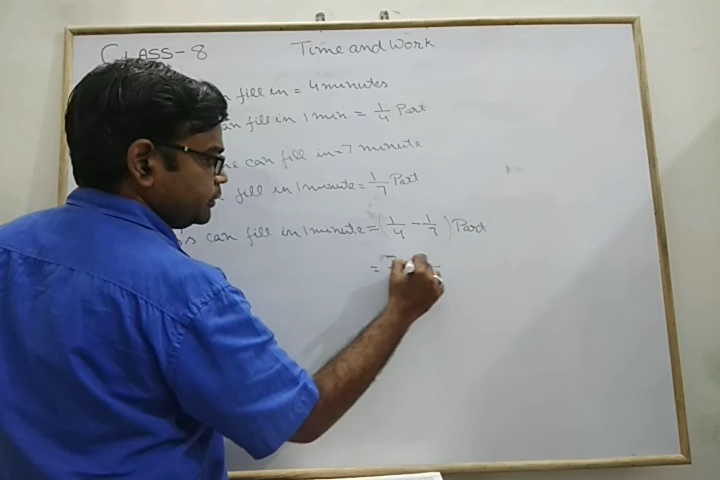 CLASS-8 Time and Work
fill in = 4 minutes
can fill in 1 min = 1/4 Part
can fill in = 7 minute
fill in 1 minute = 1/7 Part
can fill in 1 minute = (1/4 - 1/7) Part
= 7